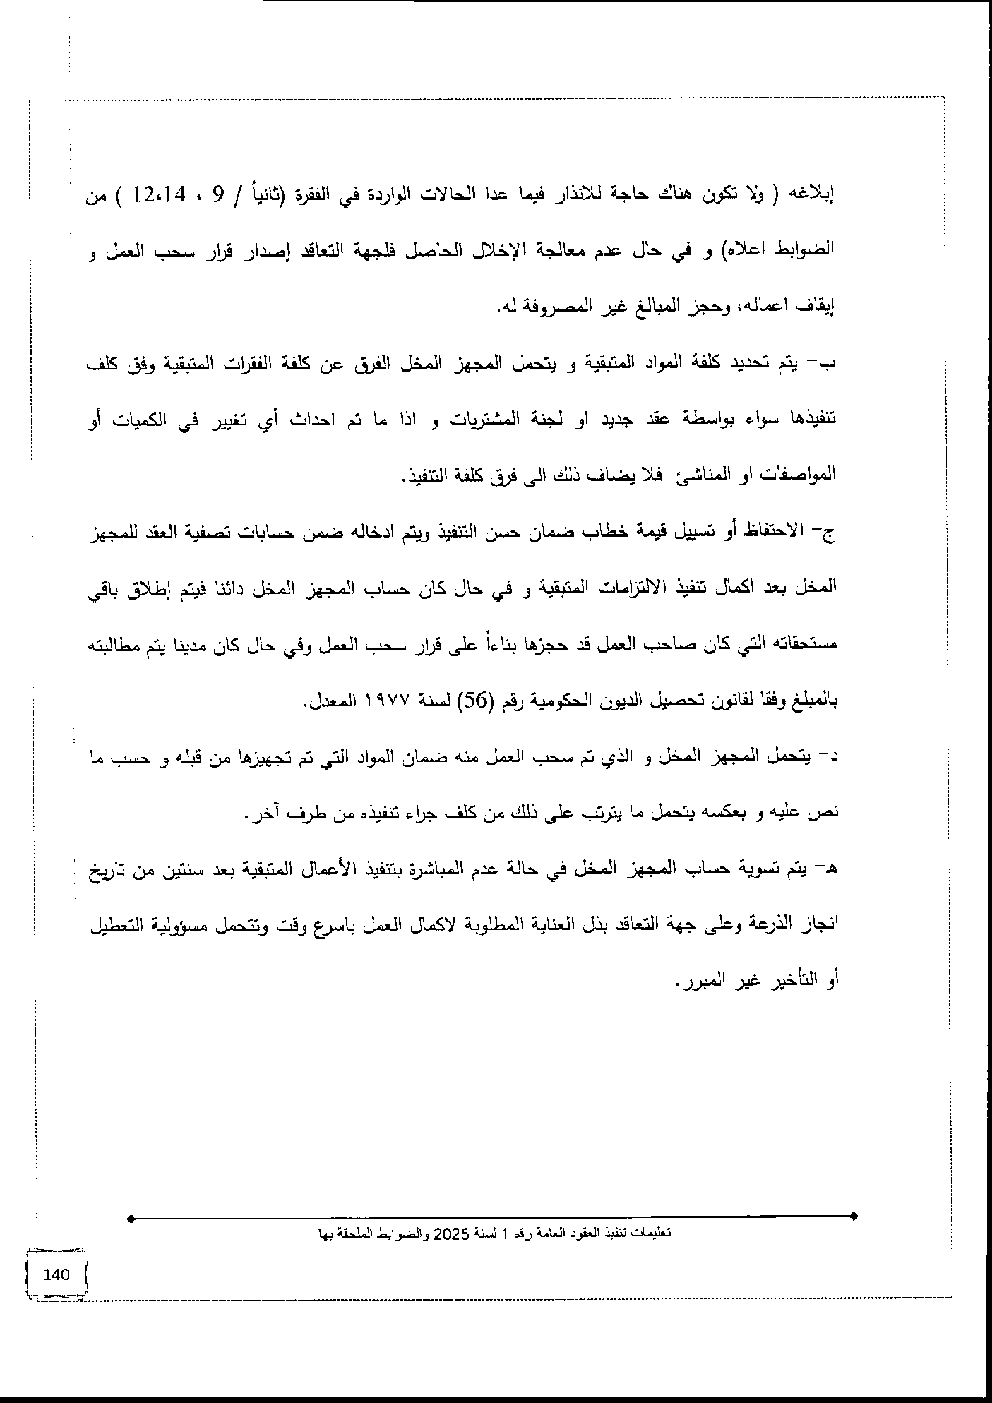 إبلاغه ( ولا تكون هناك حاجة للانذار فيما عدا الحالات الواردة في الفقرة (ثانياً / 9 ، 12،14 ) من
الضوابط اعلاه) و في حال عدم معالجة الإخلال الحاصل فلجهة التعاقد إصدار قرار سحب العمل و
إيقاف اعماله، وحجز المبالغ غير المصروفة له.
ب- يتم تحديد كلفة المواد المتبقية و يتحمل المجهز المخل الفرق عن كلفة الفقرات المتبقية وفق كلف
تنفيذها سواء بواسطة عقد جديد او لجنة المشتريات و اذا ما تم احداث أي تغيير في الكميات أو
المواصفات او المناشئ فلا يضاف ذلك الى فرق كلفة التنفيذ.
ج- الاحتفاظ أو تسييل قيمة خطاب ضمان حسن التنفيذ ويتم ادخاله ضمن حسابات تصفية العقد للمجهز
المخل بعد اكمال تنفيذ الالتزامات المتبقية و في حال كان حساب المجهز المخل دائنا فيتم إطلاق باقي
مستحقاته التي كان صاحب العمل قد حجزها بناءاً على قرار سحب العمل وفي حال كان مدينا يتم مطالبته
بالمبلغ وفقا لقانون تحصيل الديون الحكومية رقم (56) لسنة ١٩٧٧ المعدل.
د- يتحمل المجهز المخل و الذي تم سحب العمل منه ضمان المواد التي تم تجهيزها من قبله و حسب ما
نص عليه و بعكسه يتحمل ما يترتب على ذلك من كلف جراء تنفيذه من طرف آخر.
هـ- يتم تسوية حساب المجهز المخل في حالة عدم المباشرة بتنفيذ الأعمال المتبقية بعد سنتين من تاريخ
انجاز الذرعة وعلى جهة التعاقد بذل العناية المطلوبة لاكمال العمل باسرع وقت وتتحمل مسؤولية التعطيل
أو التأخير غير المبرر.
تعليمات تنفيذ العقود العامة رقم 1 لسنة 2025 والضوابط الملحقة بها
140